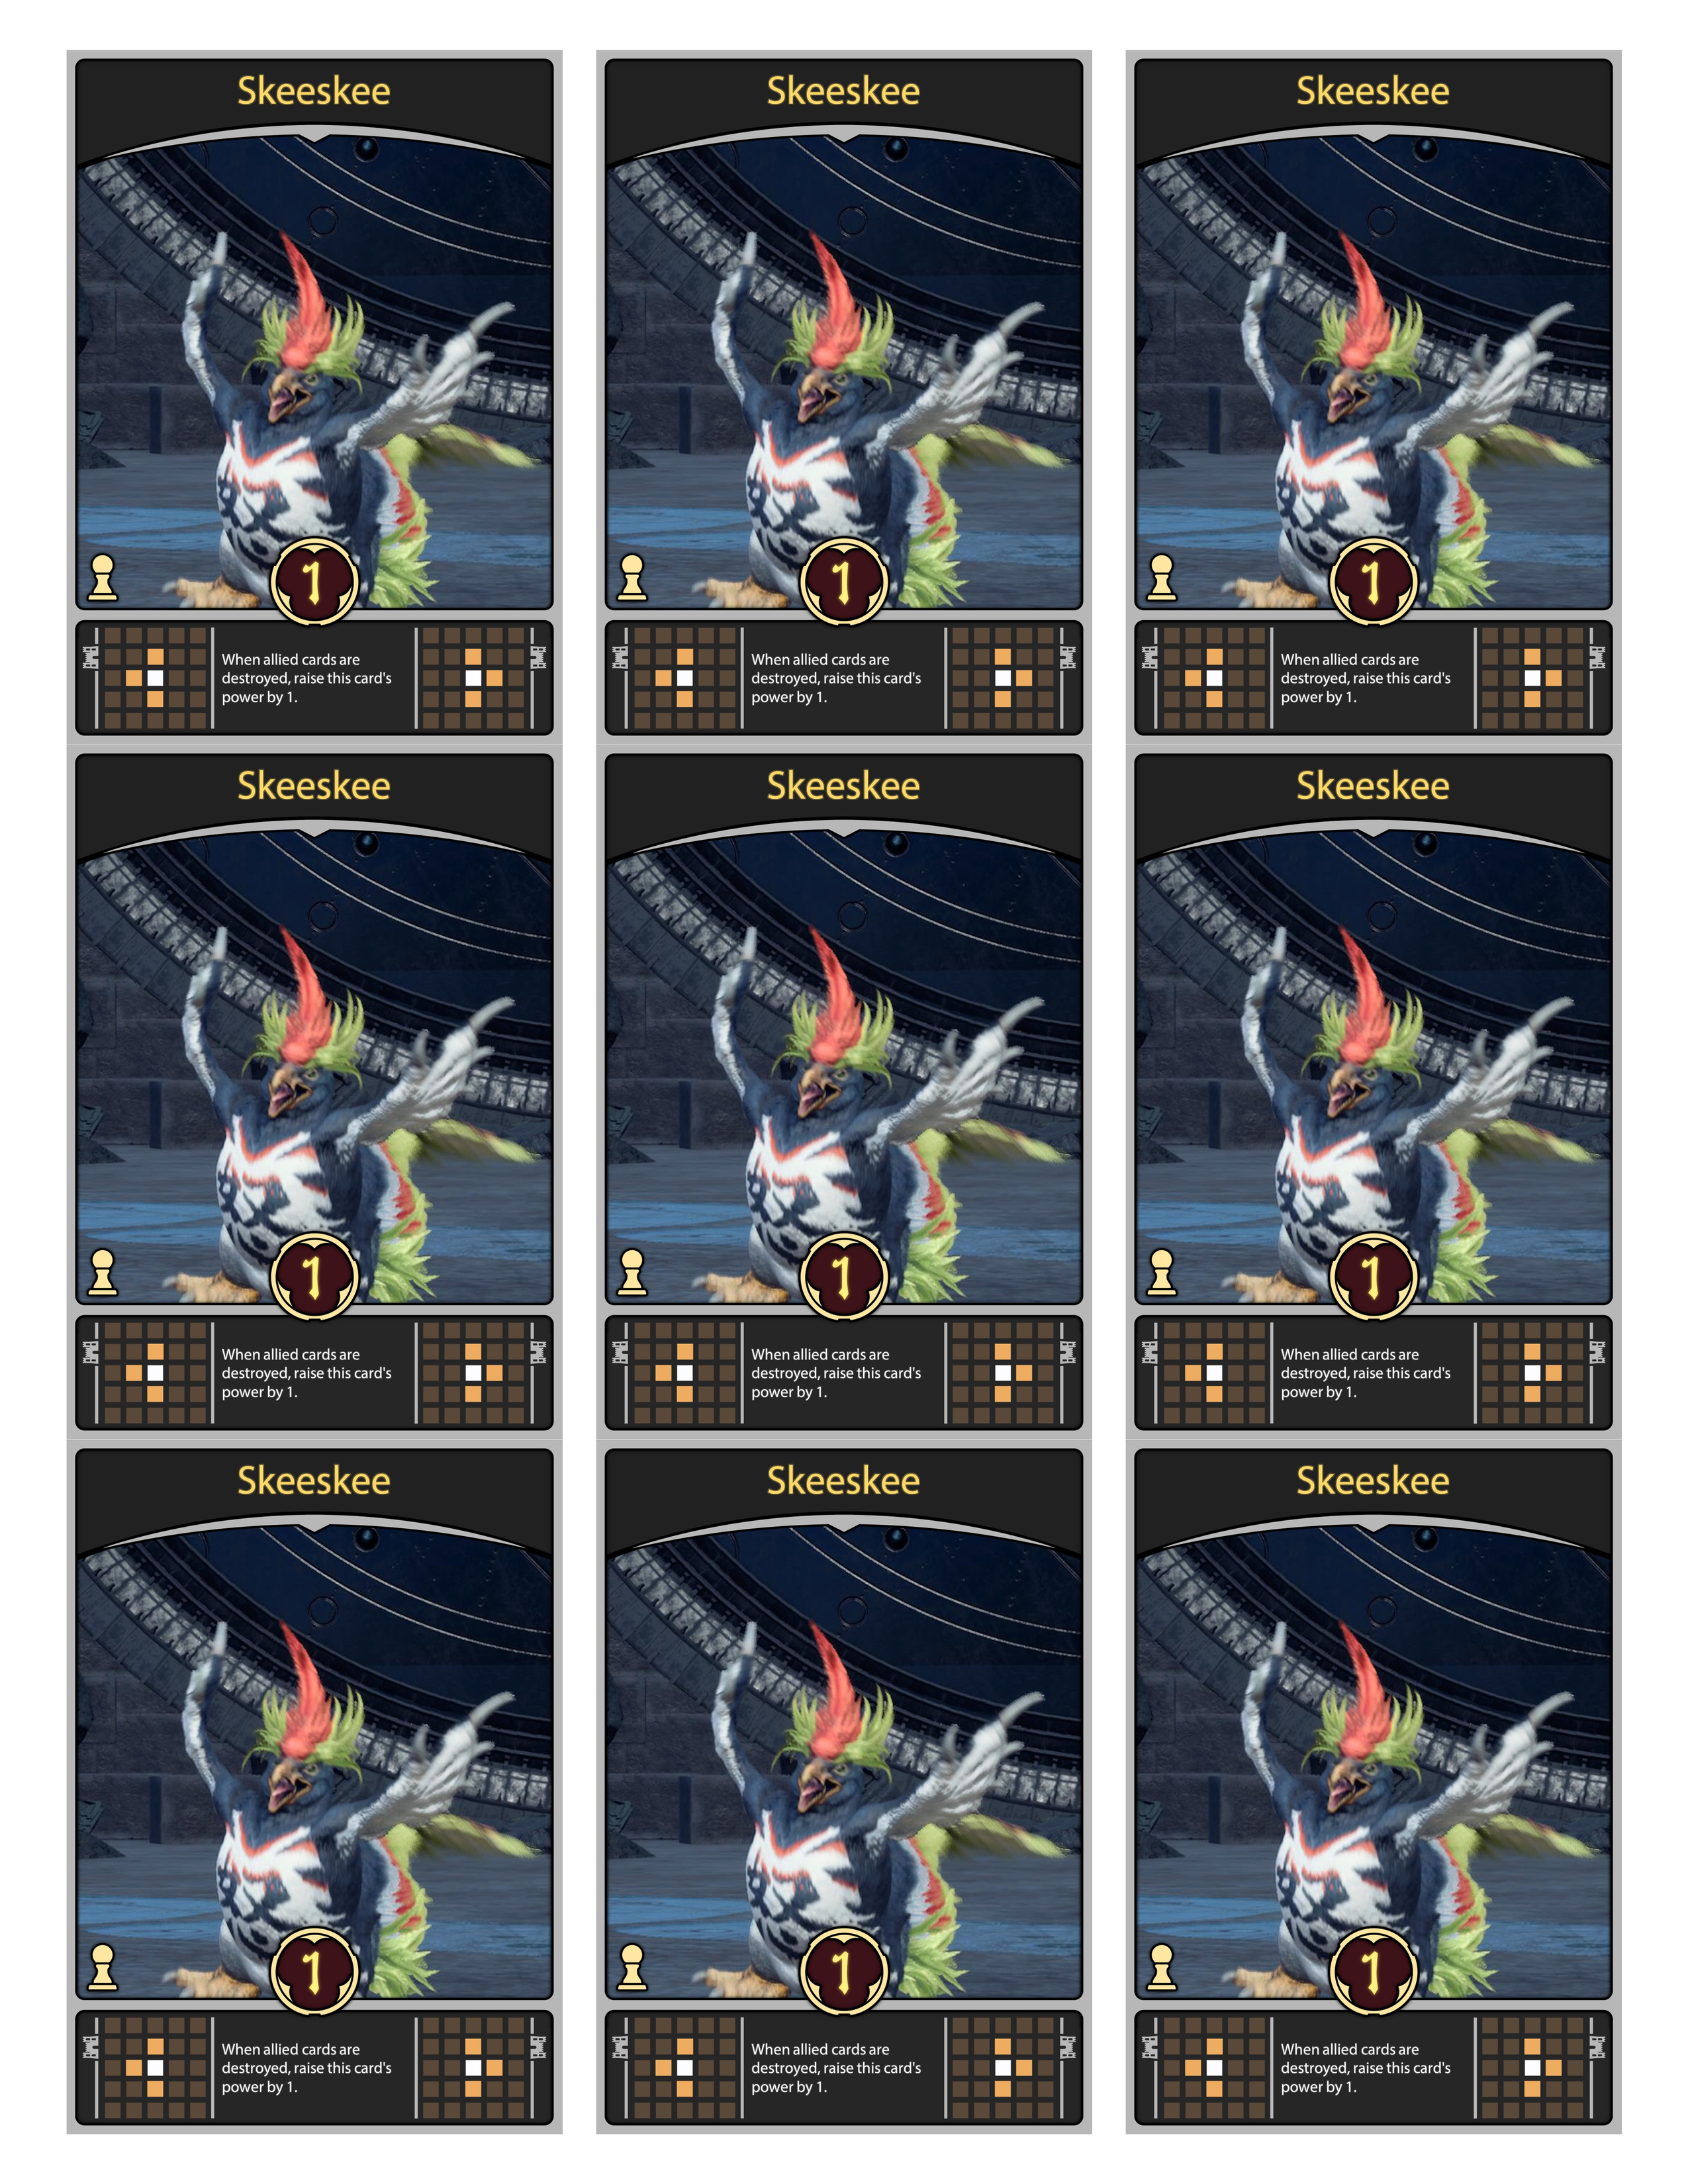 Skeeskee
Skeeskee
Skeeskee
1
1
1
When allied cards are
destroyed, raise this card's
power by 1.
When allied cards are
destroyed, raise this card's
power by 1.
When allied cards are
destroyed, raise this card's
power by 1.
Skeeskee
Skeeskee
Skeeskee
1
1
1
When allied cards are
destroyed, raise this card's
power by 1.
When allied cards are
destroyed, raise this card's
power by 1.
When allied cards are
destroyed, raise this card's
power by 1.
Skeeskee
Skeeskee
Skeeskee
1
1
1
When allied cards are
destroyed, raise this card's
power by 1.
When allied cards are
destroyed, raise this card's
power by 1.
When allied cards are
destroyed, raise this card's
power by 1.